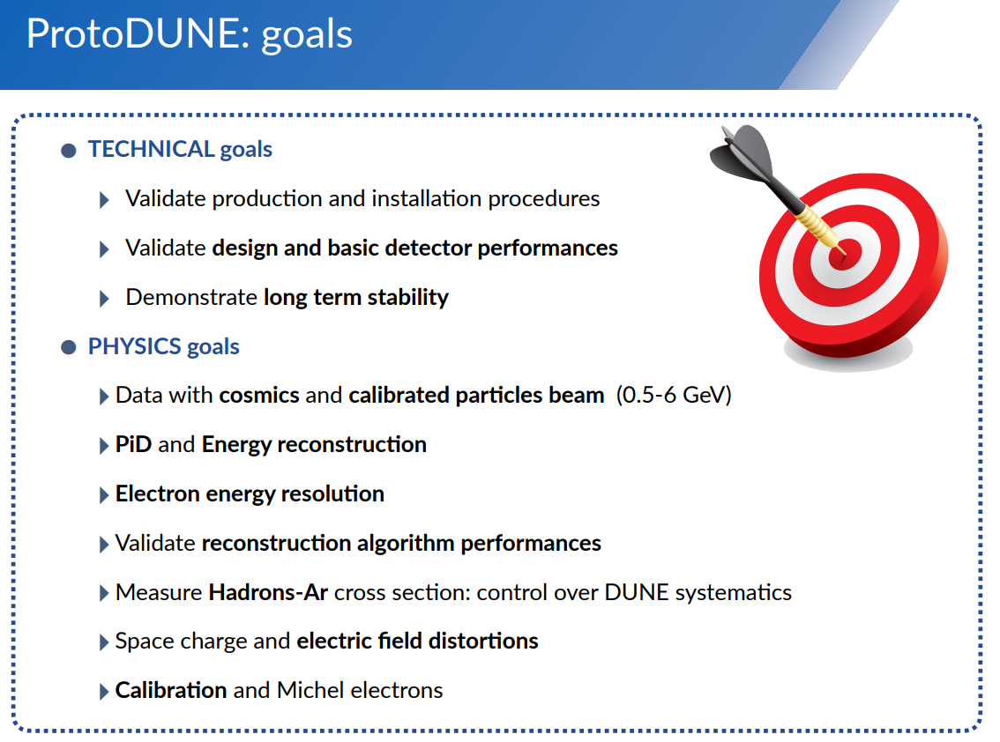 ProtoDUNE: goals
TECHNICAL goals
Validate production and installation procedures
Validate design and basic detector performances
Demonstrate long term stability
PHYSICS goals
Data with cosmics and calibrated particles beam (0.5-6 GeV)
PiD and Energy reconstruction
Electron energy resolution
Validate reconstruction algorithm performances
Measure Hadrons-Ar cross section: control over DUNE systematics
Space charge and electric field distortions
Calibration and Michel electrons